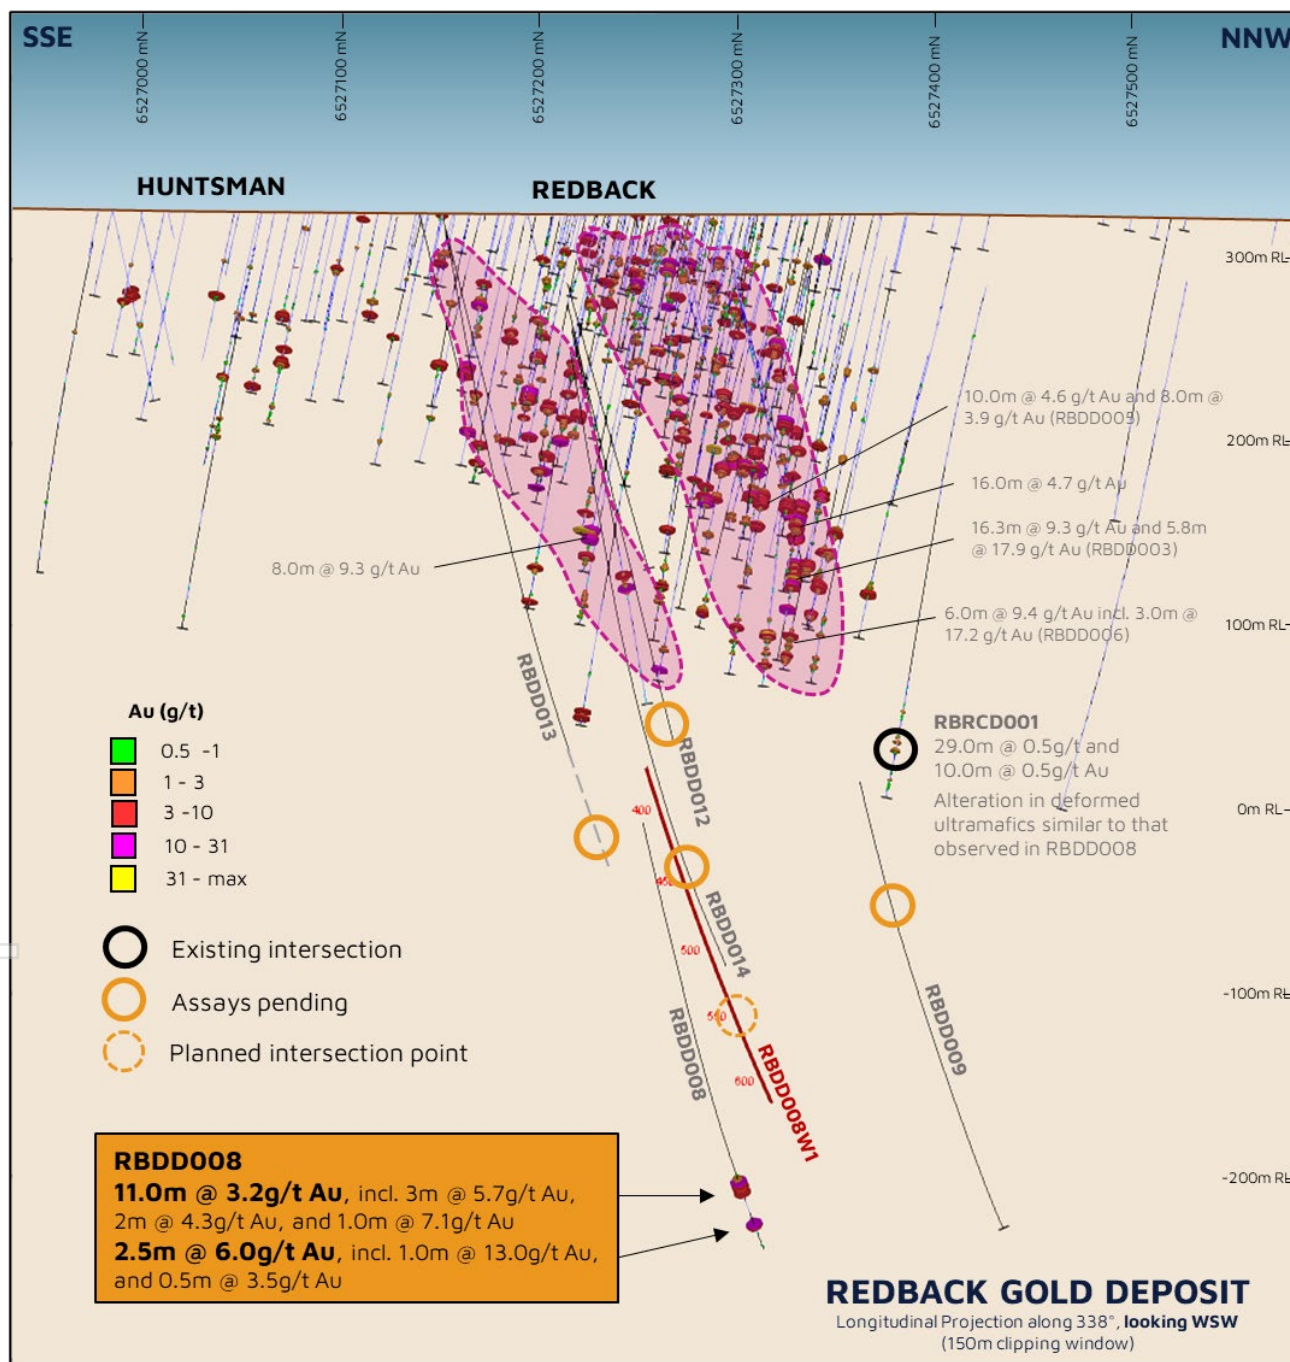 SSE
NNW
6527000 mN
6527100 mN
6527200 mN
6527300 mN
6527400 mN
6527500 mN
HUNTSMAN
REDBACK
300m RL
200m RL
100m RL
0m RL
-100m RL
-200m RL
10.0m @ 4.6 g/t Au and 8.0m @
3.9 g/t Au (RBDD005)
16.0m @ 4.7 g/t Au
16.3m @ 9.3 g/t Au and 5.8m
@ 17.9 g/t Au (RBDD003)
8.0m @ 9.3 g/t Au
6.0m @ 9.4 g/t Au incl. 3.0m @
17.2 g/t Au (RBDD006)
RBDD013
RBDD012
RBDD014
RBDD008
RBDD008W1
RBDD009
400
450
500
550
600
RBRCD001
29.0m @ 0.5g/t and
10.0m @ 0.5g/t Au
Alteration in deformed
ultramafics similar to that
observed in RBDD008
Au (g/t)
0.5 -1
1 - 3
3 -10
10 - 31
31 - max
Existing intersection
Assays pending
Planned intersection point
RBDD008
11.0m @ 3.2g/t Au, incl. 3m @ 5.7g/t Au,
2m @ 4.3g/t Au, and 1.0m @ 7.1g/t Au
2.5m @ 6.0g/t Au, incl. 1.0m @ 13.0g/t Au,
and 0.5m @ 3.5g/t Au
REDBACK GOLD DEPOSIT
Longitudinal Projection along 338°, looking WSW
(150m clipping window)